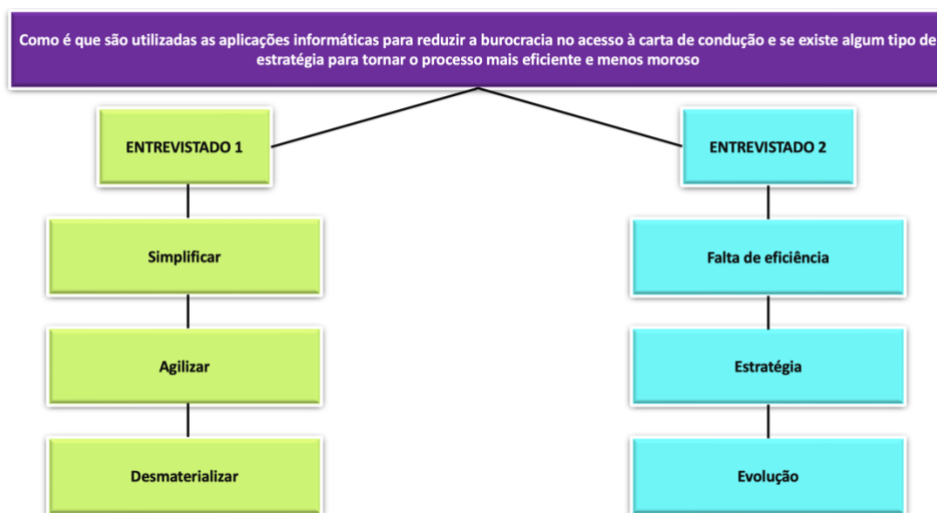 Como é que são utilizadas as aplicações informáticas para reduzir a burocracia no acesso à carta de condução e se existe algum tipo de
estratégia para tornar o processo mais eficiente e menos moroso
ENTREVISTADO 1
ENTREVISTADO 2
Simplificar
Falta de eficiência
Agilizar
Estratégia
Desmaterializar
Evolução